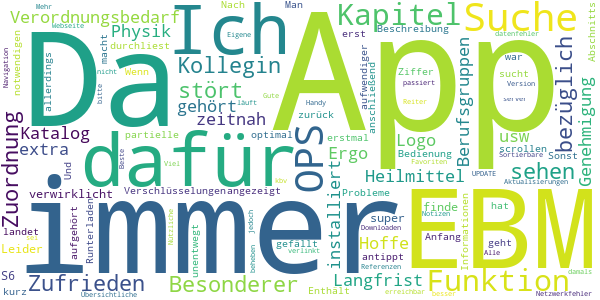 Mehr
Nach
Man
Verordnungsbedarf
Ich
Kapitel
Suche
Abschnitts
Webseite
Eigene
erst
Beschreibung
datenfehler
Navigation
notwendigen
allerdings
macht
Physik
durchliest
Kollegin
Da
App
aufwendiger
anschließend
Ziffer
war
passiert
sucht
Version
Reiter
Server
Berufsgruppen
bezüglich
Genehmigung
nicht
Wenn
stört
Gute
läuft
Handy
zurück
bitte
gehört
zeitnah
optimal
erstmal
Logo
usw
Katalog
partielle
Zuordnung
extra
dafür
OPS
Ergo
Bedienung
scrollen
Sonst
Sortierbare
Favoriten
Und
Beste
Viel
kbv
installiert
Heilmittel
sehen
UPDATE
Aktualisierungen
verwirklicht
Verschlüsselungenangezeigt
immer
EBM
Probleme
finde
Notizen
Informationen
hat
landet
aufgehört
Runterladen
Nützliche
unentwegt
jedoch
beheben
super
Downloaden
Anfang
geht
Alle
damals
Leider
gefällt
verlinkt
Hoffe
antippt
S6
Zufrieden
Besonderer
Langfrist
Funktion
kurz
Übersichtliche
Enthält
Referenzen
erreichbar
besser
Netzwerkfehler